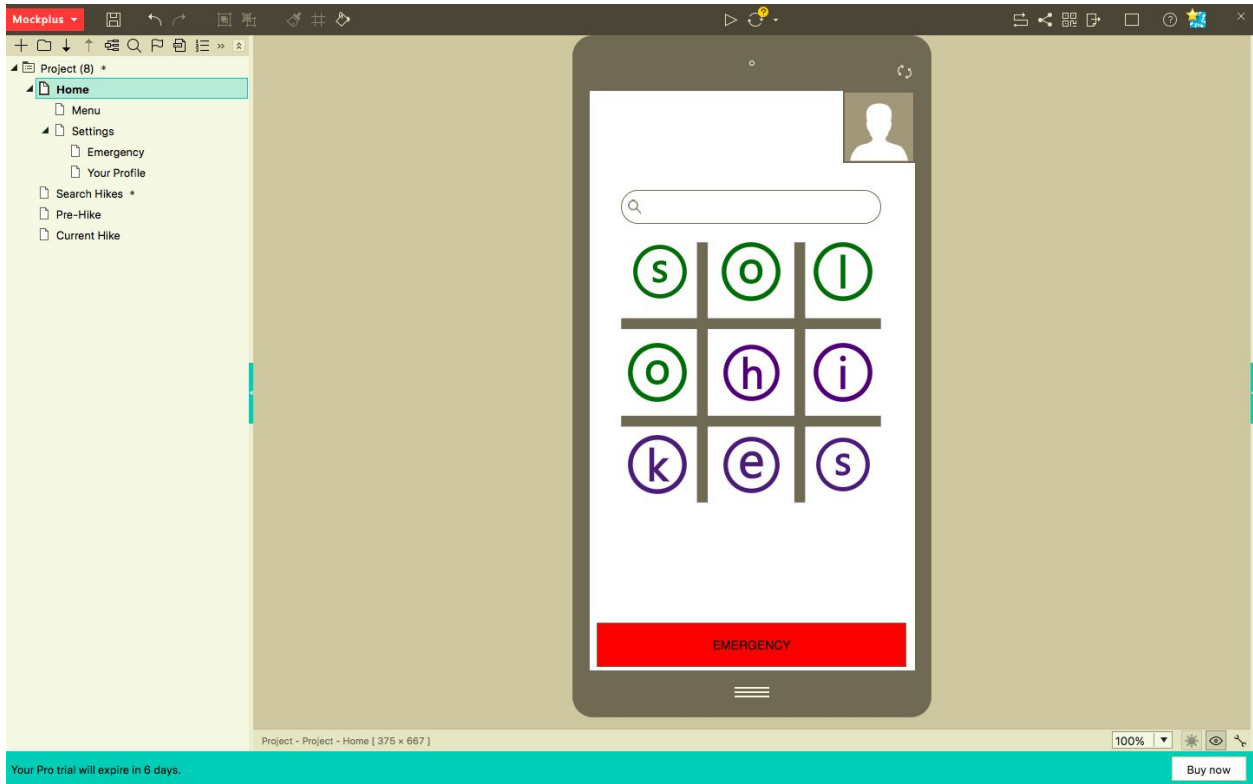 Mockplus
Project (8) *
Home
Menu
Settings
Emergency
Your Profile
Search Hikes *
Pre-Hike
Current Hike
s o l
o h i
k e s
EMERGENCY
Project - Project - Home [ 375 × 667 ]
100%
Your Pro trial will expire in 6 days.
Buy now